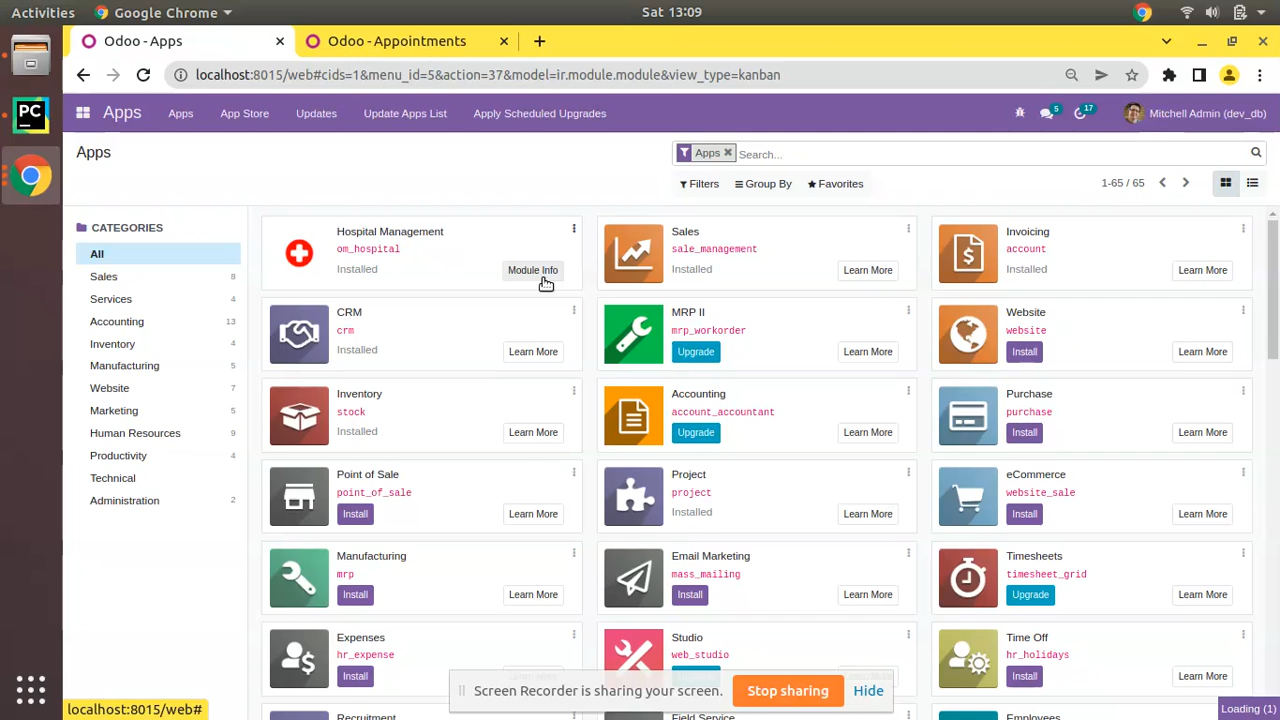 Activities Google Chrome Sat 13:09
Odoo - Apps Odoo - Appointments
localhost:8015/web#cids=1&menu_id=5&action=37&model=ir.module.module&view_type=kanban
Apps Apps App Store Updates Update Apps List Apply Scheduled Upgrades 5 17 Mitchell Admin (dev_db)
Apps
Apps Search...
Filters Group By Favorites 1-65 / 65
CATEGORIES
All
Sales 8
Services 4
Accounting 13
Inventory 4
Manufacturing 5
Website 7
Marketing 5
Human Resources 9
Productivity 4
Technical
Administration 2
Hospital Management
om_hospital
Installed Module Info
Sales
sale_management
Installed Learn More
Invoicing
account
Installed Learn More
CRM
crm
Installed Learn More
MRP II
mrp_workorder
Upgrade Learn More
Website
website
Install Learn More
Inventory
stock
Installed Learn More
Accounting
account_accountant
Upgrade Learn More
Purchase
purchase
Install Learn More
Point of Sale
point_of_sale
Install Learn More
Project
project
Installed Learn More
eCommerce
website_sale
Install Learn More
Manufacturing
mrp
Install Learn More
Email Marketing
mass_mailing
Install Learn More
Timesheets
timesheet_grid
Upgrade Learn More
Expenses
hr_expense
Install
Studio
web_studio
Time Off
hr_holidays
Install Learn More
Recruitment
Field Service
Employees
Screen Recorder is sharing your screen. Stop sharing Hide
localhost:8015/web#
Loading (1)
PC